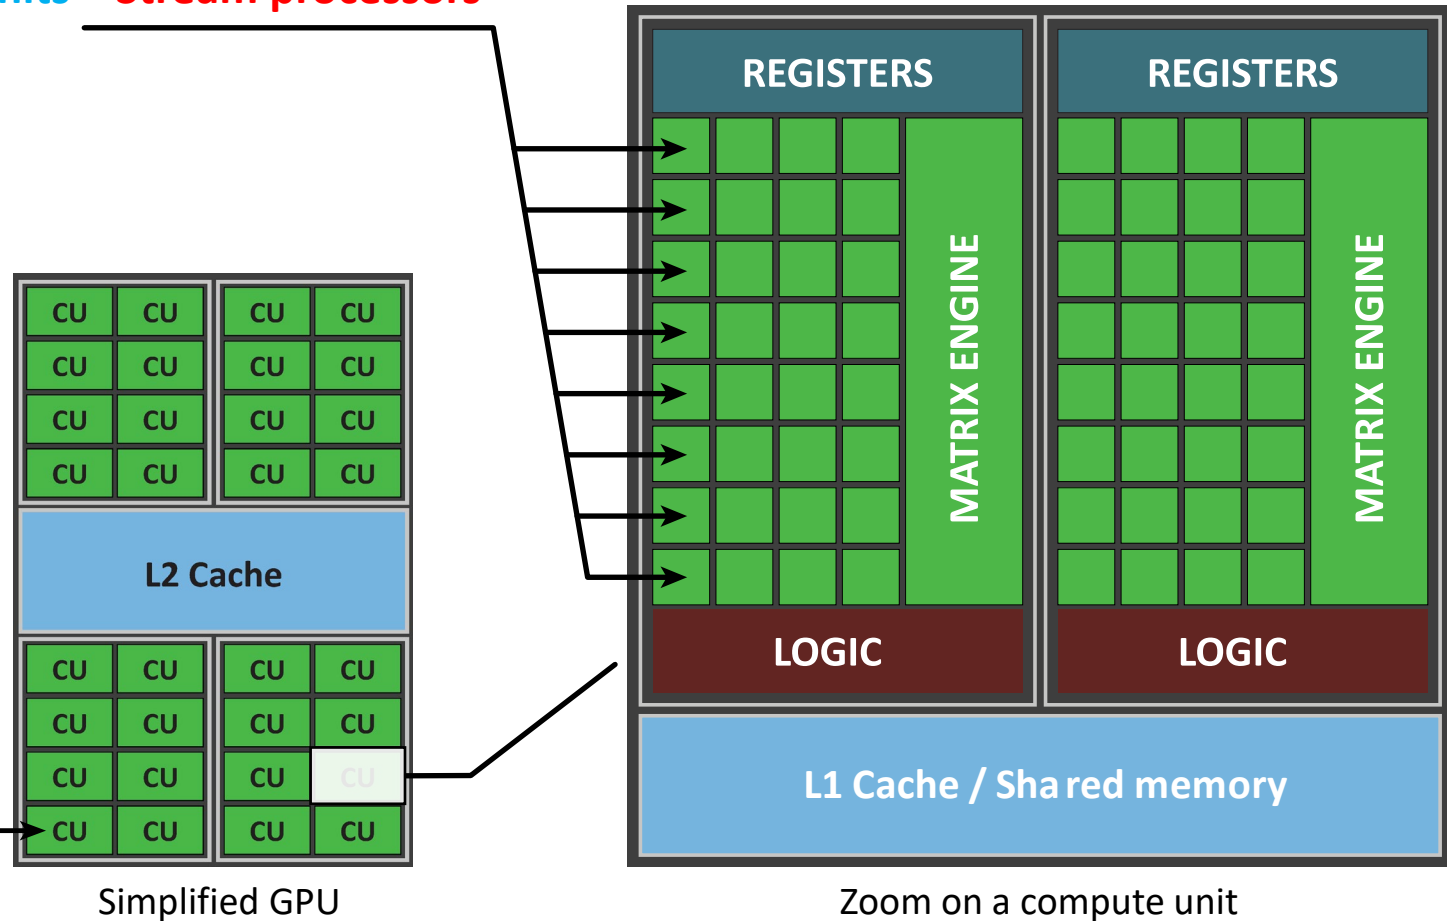 Stream processors
REGISTERS
REGISTERS
MATRIX ENGINE
MATRIX ENGINE
CU CU CU CU
CU CU CU CU
CU CU CU CU
CU CU CU CU
L2 Cache
CU CU CU CU
CU CU CU CU
CU CU CU CU
CU CU CU CU
LOGIC
LOGIC
L1 Cache / Shared memory
Simplified GPU
Zoom on a compute unit